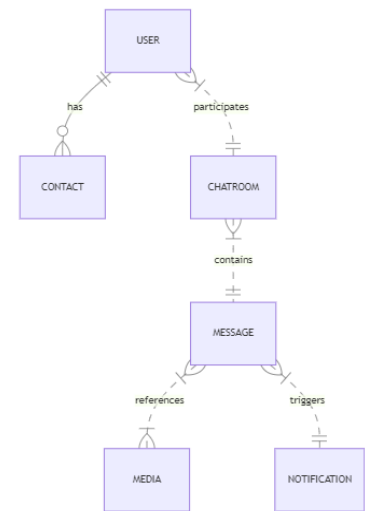 USER
has
participates
CONTACT
CHATROOM
contains
MESSAGE
references
triggers
MEDIA
NOTIFICATION